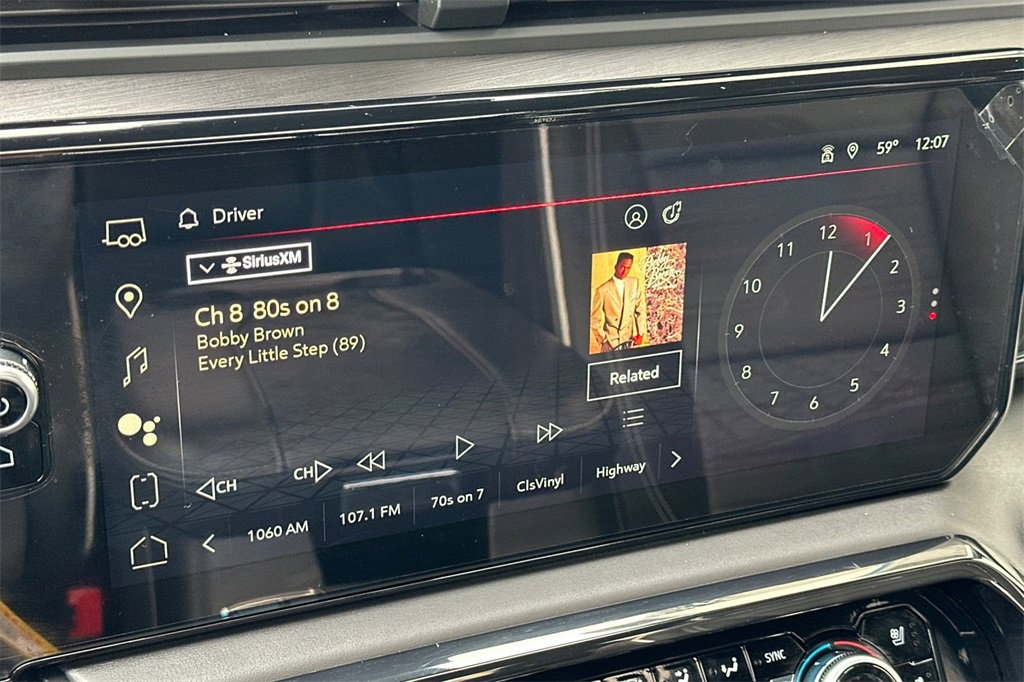 59° 12:07
Driver
SiriusXM
Ch 8 80s on 8
Bobby Brown
Every Little Step (89)
Bobby Brown
Related
12
1
2
3
4
5
6
7
8
9
10
11
CH CH
1060 AM 107.1 FM 70s on 7 ClsVinyl Highway
SYNC